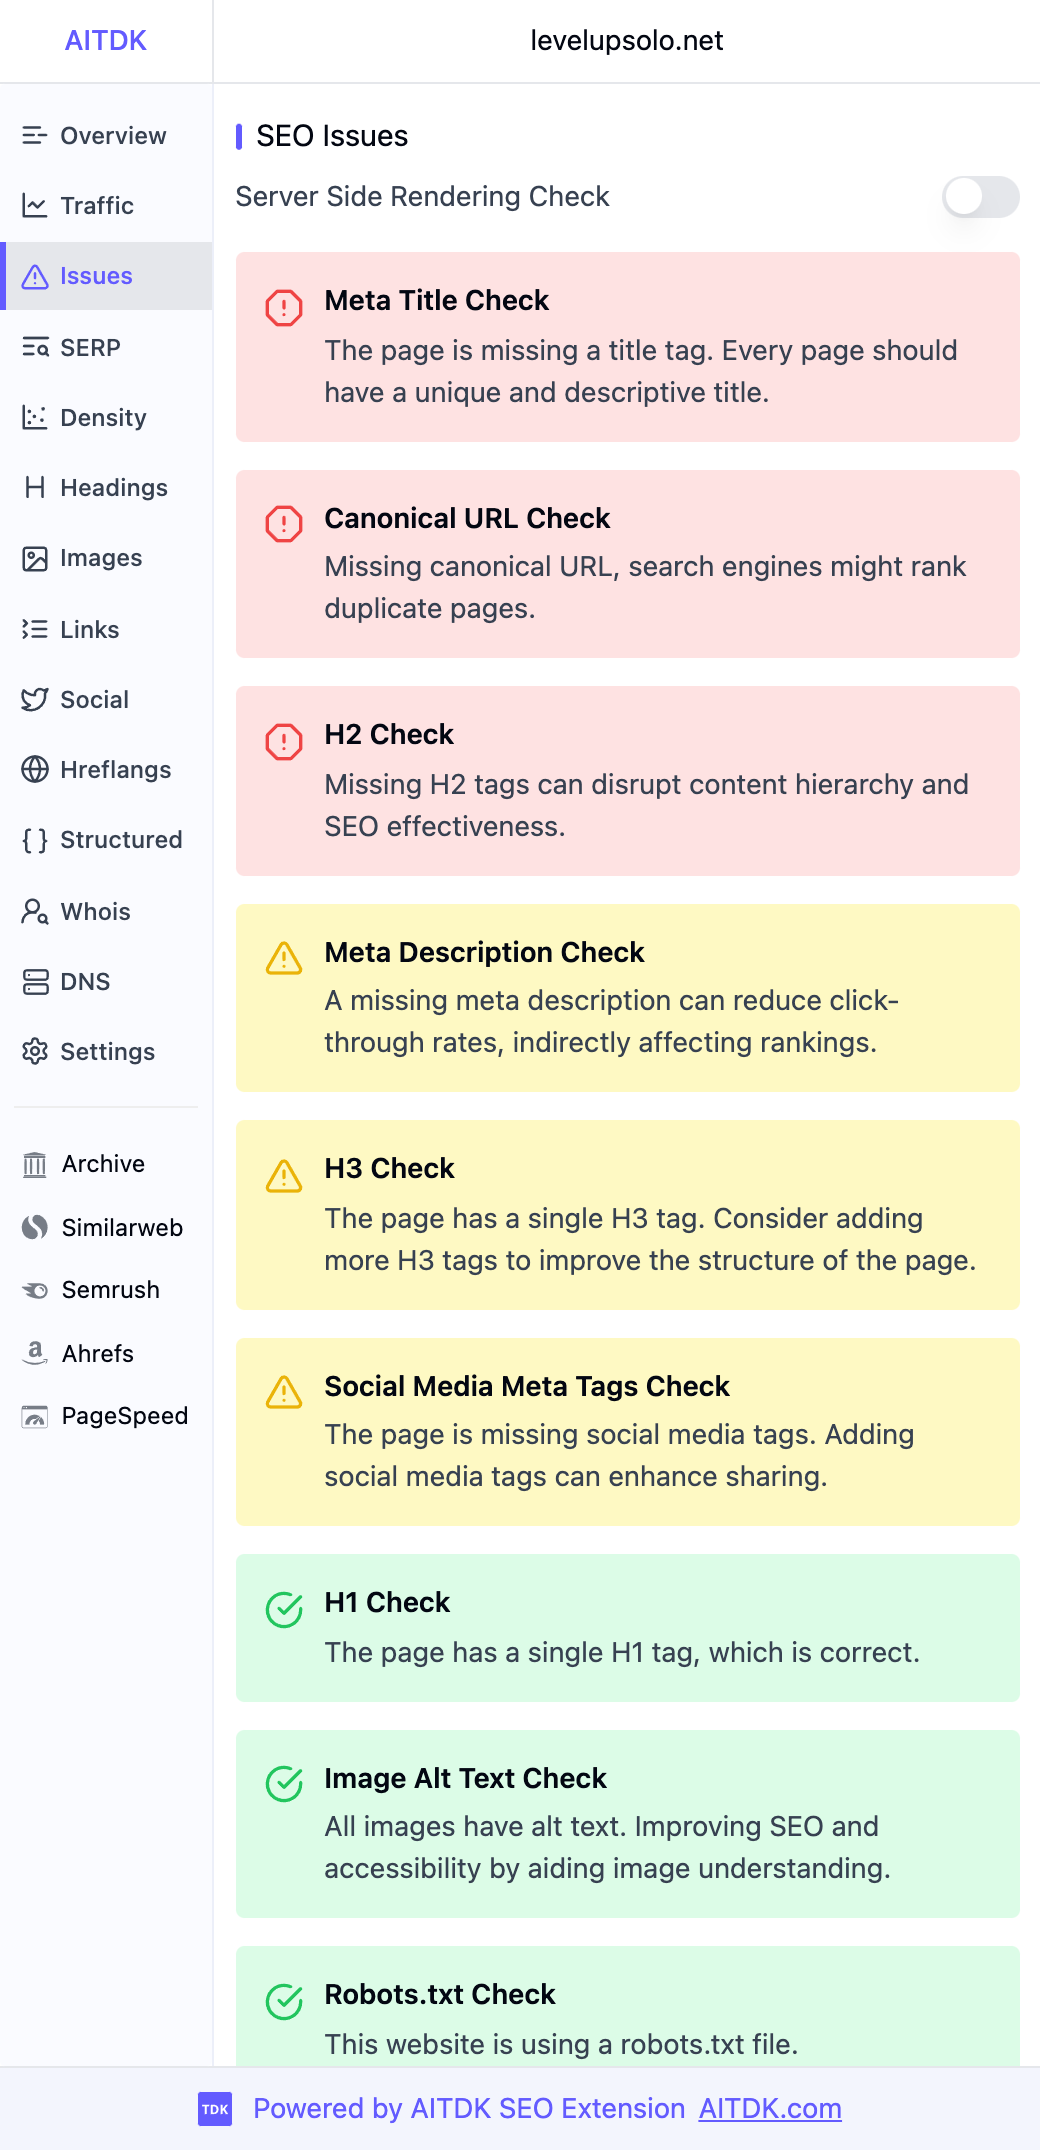 AITDK
levelupsolo.net
Overview
Traffic
Issues
SERP
Density
Headings
Images
Links
Social
Hreflangs
Structured
Whois
DNS
Settings
Archive
Similarweb
Semrush
Ahrefs
PageSpeed
SEO Issues
Server Side Rendering Check
Meta Title Check
The page is missing a title tag. Every page should
have a unique and descriptive title.
Canonical URL Check
Missing canonical URL, search engines might rank
duplicate pages.
H2 Check
Missing H2 tags can disrupt content hierarchy and
SEO effectiveness.
Meta Description Check
A missing meta description can reduce click-
through rates, indirectly affecting rankings.
H3 Check
The page has a single H3 tag. Consider adding
more H3 tags to improve the structure of the page.
Social Media Meta Tags Check
The page is missing social media tags. Adding
social media tags can enhance sharing.
H1 Check
The page has a single H1 tag, which is correct.
Image Alt Text Check
All images have alt text. Improving SEO and
accessibility by aiding image understanding.
Robots.txt Check
This website is using a robots.txt file.
TDK Powered by AITDK SEO Extension AITDK.com